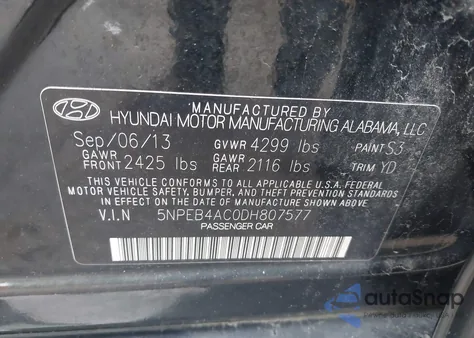 MANUFACTURED BY
HYUNDAI MOTOR MANUFACTURING ALABAMA, LLC
Sep/06/13 GVWR 4299 lbs PAINT S3
GAWR FRONT 2425 lbs GAWR REAR 2116 lbs TRIM YD
THIS VEHICLE CONFORMS TO ALL APPLICABLE U.S.A. FEDERAL
MOTOR VEHICLE SAFETY, BUMPER, AND THEFT PREVENTION STANDARDS
IN EFFECT ON THE DATE OF MANUFACTURE SHOWN ABOVE.
V.I.N 5NPEB4AC0DH807577
PASSENGER CAR
autoSnap